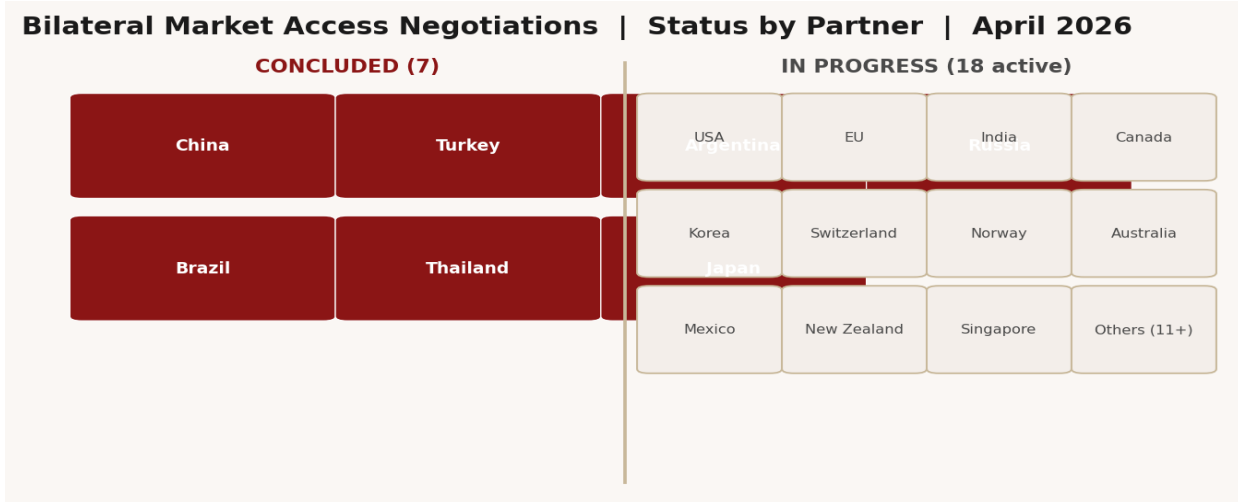 Bilateral Market Access Negotiations | Status by Partner | April 2026
CONCLUDED (7)
China
Turkey
Argentina
Russia
Brazil
Thailand
Japan
IN PROGRESS (18 active)
USA
EU
India
Canada
Korea
Switzerland
Norway
Australia
Mexico
New Zealand
Singapore
Others (11+)